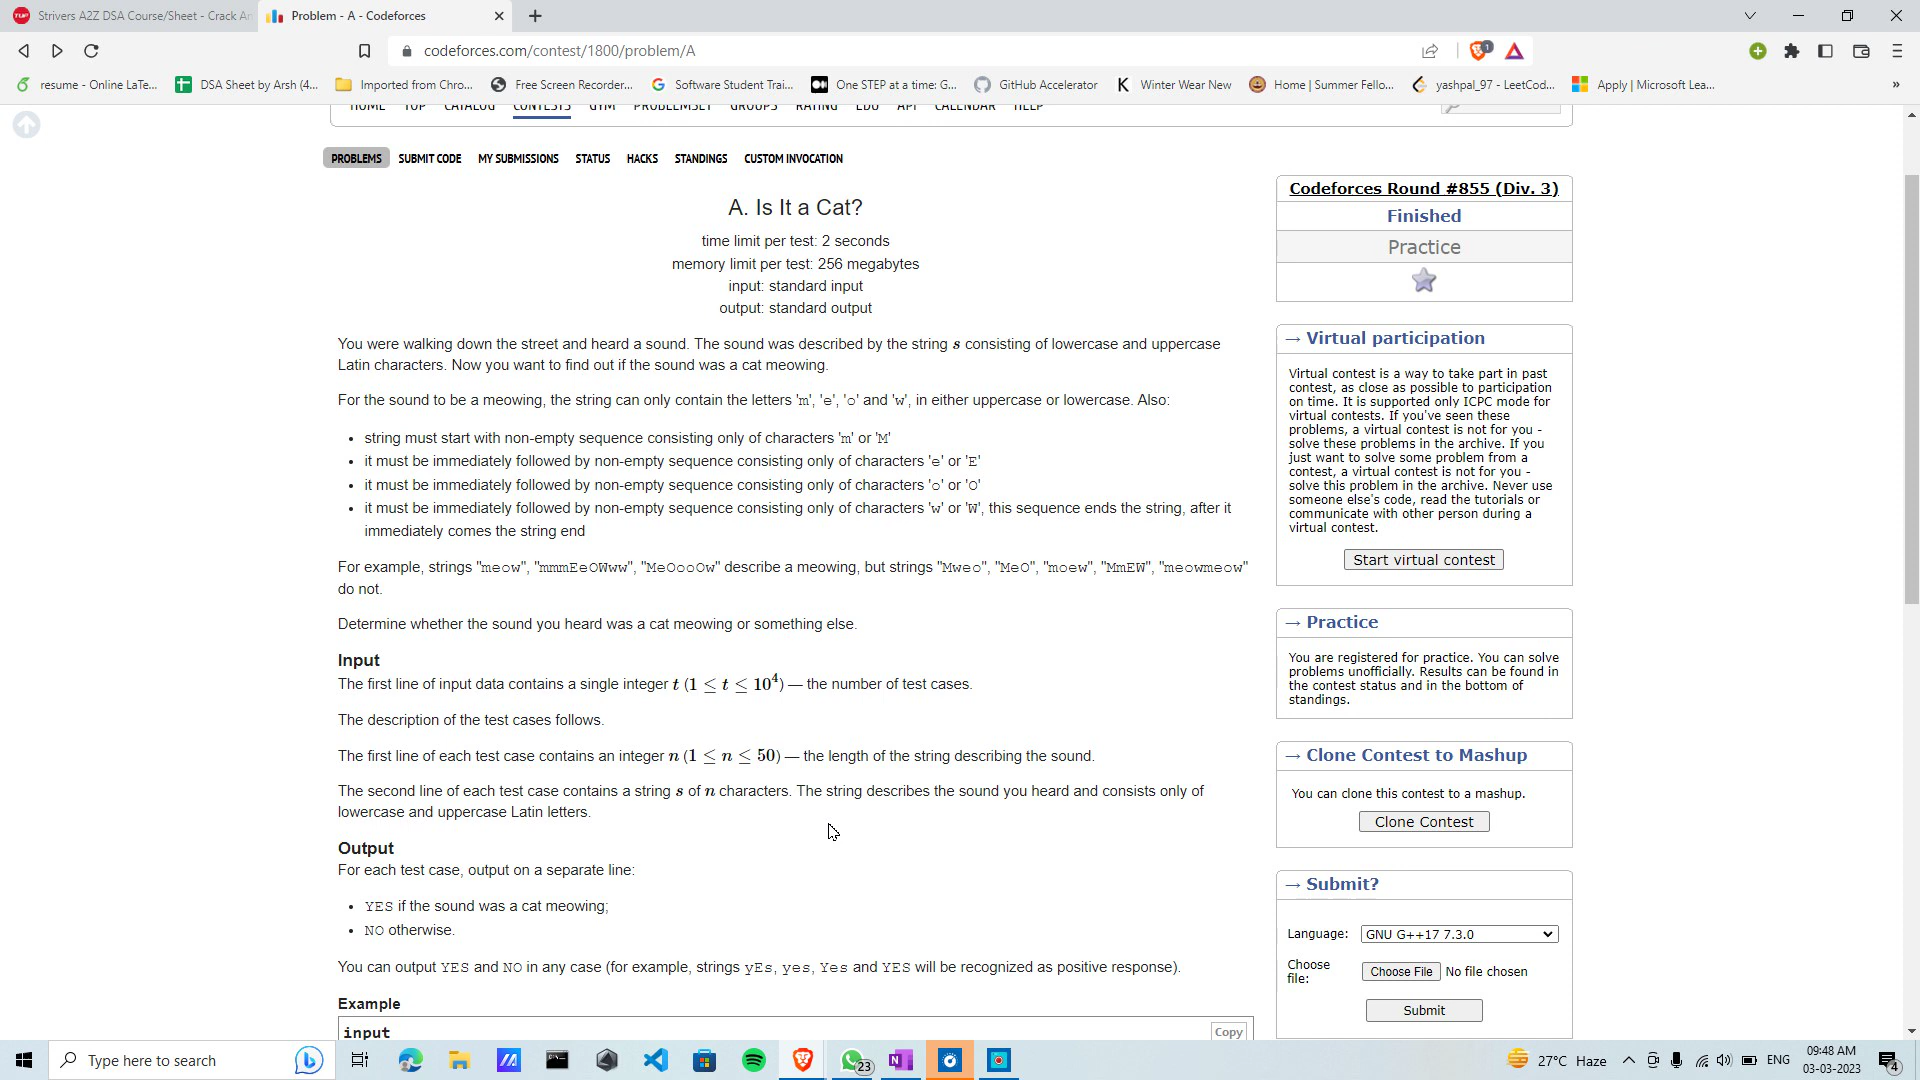 Strivers A2Z DSA Course/Sheet - Crack An
Problem - A - Codeforces
codeforces.com/contest/1800/problem/A
1
resume - Online LaTe...
DSA Sheet by Arsh (4...
Imported from Chro...
Free Screen Recorder...
Software Student Trai...
One STEP at a time: G...
GitHub Accelerator
Winter Wear New
Home | Summer Fello...
yashpal_97 - LeetCod...
Apply | Microsoft Lea...
»
HOME TOP CATALOG CONTESTS GYM PROBLEMSET GROUPS RATING EDU API CALENDAR HELP
PROBLEMS SUBMIT CODE MY SUBMISSIONS STATUS HACKS STANDINGS CUSTOM INVOCATION
A. Is It a Cat?
time limit per test: 2 seconds
memory limit per test: 256 megabytes
input: standard input
output: standard output
You were walking down the street and heard a sound. The sound was described by the string s consisting of lowercase and uppercase
Latin characters. Now you want to find out if the sound was a cat meowing.
For the sound to be a meowing, the string can only contain the letters 'm', 'e', 'o' and 'w', in either uppercase or lowercase. Also:
• string must start with non-empty sequence consisting only of characters 'm' or 'M'
• it must be immediately followed by non-empty sequence consisting only of characters 'e' or 'E'
• it must be immediately followed by non-empty sequence consisting only of characters 'o' or 'O'
• it must be immediately followed by non-empty sequence consisting only of characters 'w' or 'W', this sequence ends the string, after it
immediately comes the string end
For example, strings "meow", "mmmEeOWww", "MeOooOw" describe a meowing, but strings "Mweo", "MeO", "moew", "MmEW", "meowmeow"
do not.
Determine whether the sound you heard was a cat meowing or something else.
Input
The first line of input data contains a single integer t (1 ≤ t ≤ 10⁴) — the number of test cases.
The description of the test cases follows.
The first line of each test case contains an integer n (1 ≤ n ≤ 50) — the length of the string describing the sound.
The second line of each test case contains a string s of n characters. The string describes the sound you heard and consists only of
lowercase and uppercase Latin letters.
Output
For each test case, output on a separate line:
• YES if the sound was a cat meowing;
• NO otherwise.
You can output YES and NO in any case (for example, strings yEs, yes, Yes and YES will be recognized as positive response).
Example
input
Copy
Codeforces Round #855 (Div. 3)
Finished
Practice
→ Virtual participation
Virtual contest is a way to take part in past
contest, as close as possible to participation
on time. It is supported only ICPC mode for
virtual contests. If you've seen these
problems, a virtual contest is not for you -
solve these problems in the archive. If you
just want to solve some problem from a
contest, a virtual contest is not for you -
solve this problem in the archive. Never use
someone else's code, read the tutorials or
communicate with other person during a
virtual contest.
Start virtual contest
→ Practice
You are registered for practice. You can solve
problems unofficially. Results can be found in
the contest status and in the bottom of
standings.
→ Clone Contest to Mashup
You can clone this contest to a mashup.
Clone Contest
→ Submit?
Language: GNU G++17 7.3.0
Choose
file:
Choose File No file chosen
Submit
Type here to search
23
27°C Haze
ENG
09:48 AM
03-03-2023
4